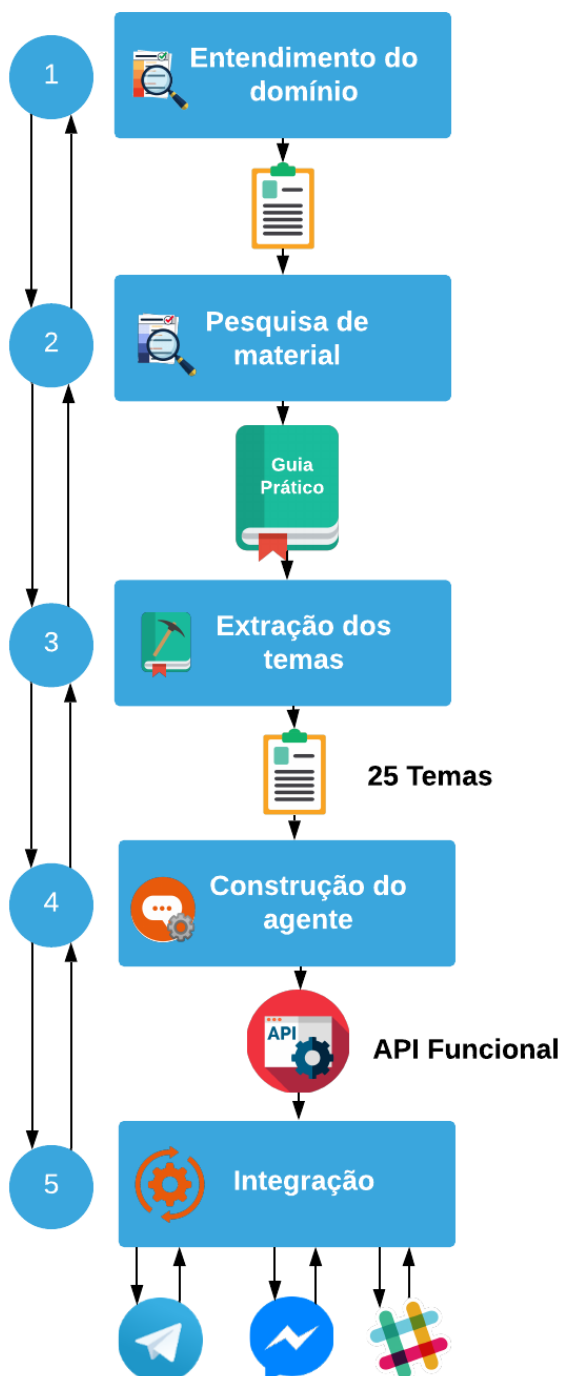 1
Entendimento do
domínio
2
Pesquisa de
material
Guia
Prático
3
Extração dos
temas
25 Temas
4
Construção do
agente
API
API Funcional
5
Integração